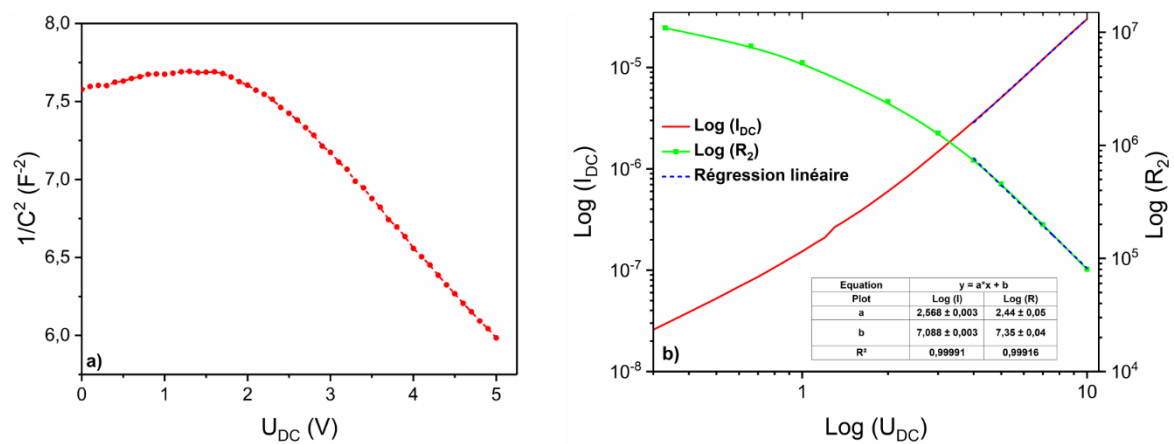 8,0
7,5
7,0
6,5
6,0
1/C² (F⁻²)
a)
0 1 2 3 4 5
U_DC (V)
10⁻⁵
10⁻⁶
10⁻⁷
10⁻⁸
Log (I_DC)
Log (I_DC)
Log (R₂)
Régression linéaire
Equation y = a*x + b
Plot Log (I) Log (R)
a 2,568 ± 0,003 2,44 ± 0,05
b 7,088 ± 0,003 7,35 ± 0,04
R² 0,99991 0,99916
b)
1 10
Log (U_DC)
10⁷
10⁶
10⁵
10⁴
Log (R₂)